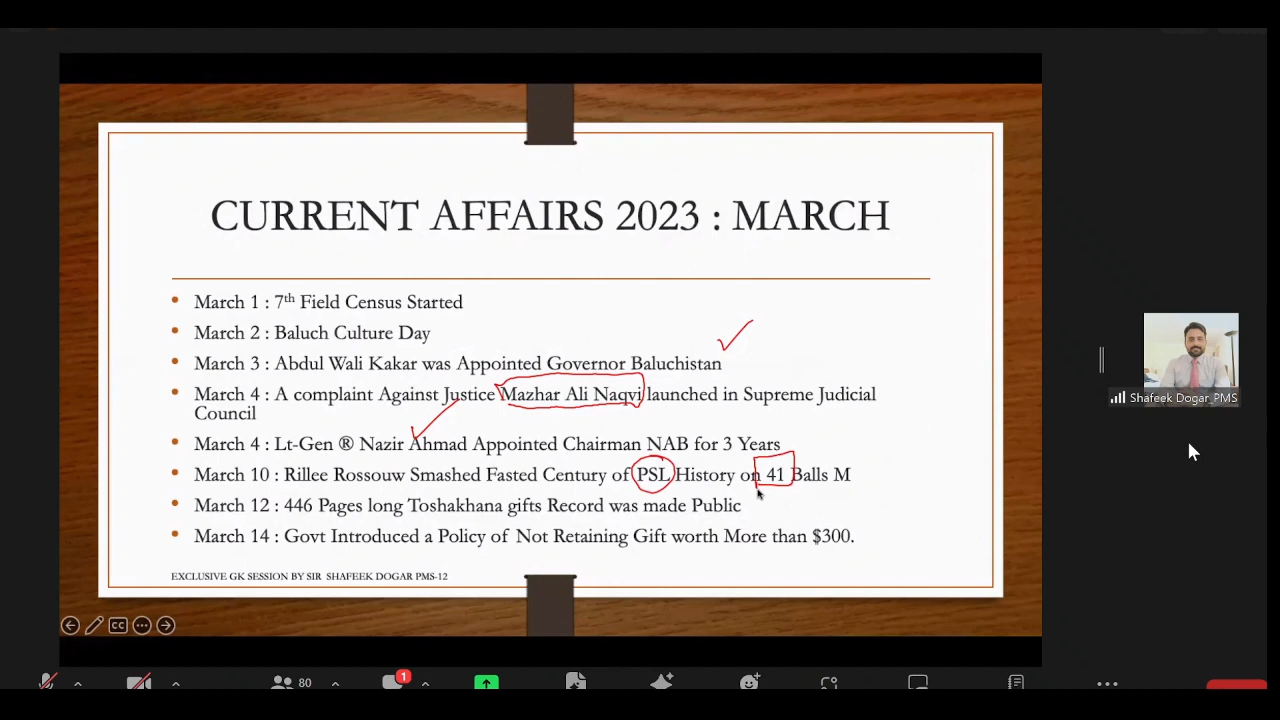 CURRENT AFFAIRS 2023 : MARCH
March 1 : 7th Field Census Started
March 2 : Baluch Culture Day
March 3 : Abdul Wali Kakar was Appointed Governor Baluchistan
March 4 : A complaint Against Justice Mazhar Ali Naqvi launched in Supreme Judicial
Council
March 4 : Lt-Gen ® Nazir Ahmad Appointed Chairman NAB for 3 Years
March 10 : Rillee Rossouw Smashed Fasted Century of PSL History on 41 Balls M
March 12 : 446 Pages long Toshakhana gifts Record was made Public
March 14 : Govt Introduced a Policy of Not Retaining Gift worth More than $300.
EXCLUSIVE GK SESSION BY SIR SHAFEEK DOGAR PMS-12
CC
Shafeek Dogar_PMS
80
1